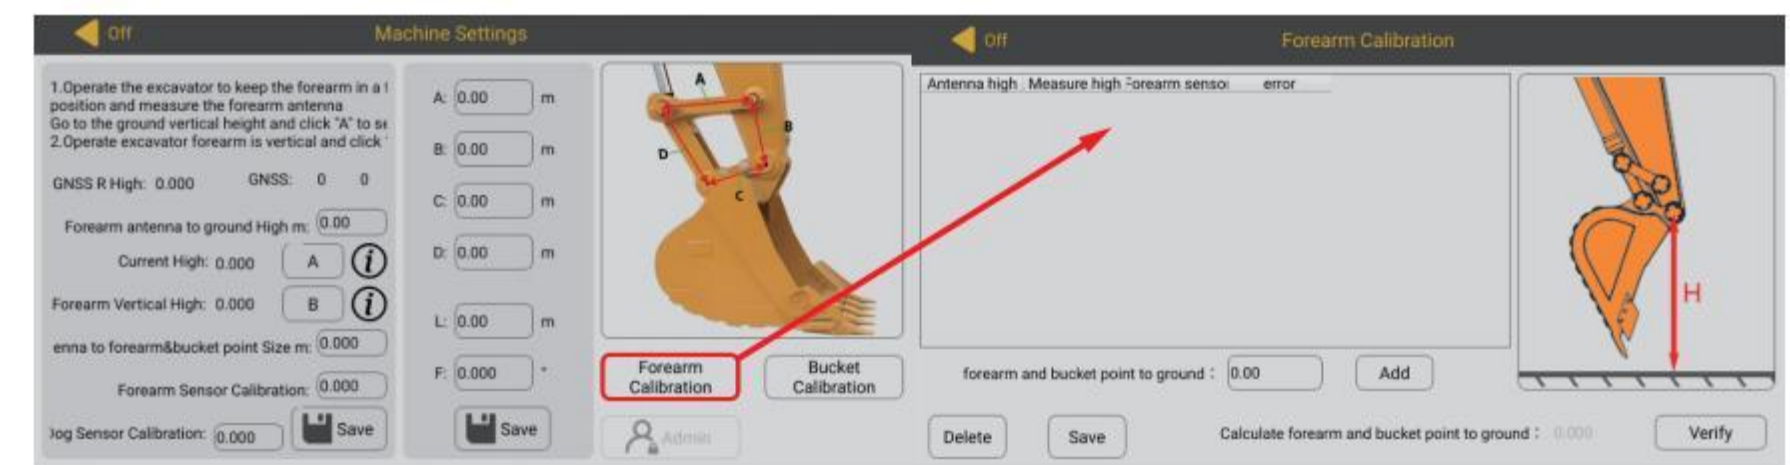 Off
Machine Settings
1.Operate the excavator to keep the forearm in a
position and measure the forearm antenna
Go to the ground vertical height and click "A" to
2.Operate excavator forearm is vertical and click
GNSS R High: 0.000 GNSS: 0 0
Forearm antenna to ground High m: 0.00
Current High: 0.000 A i
Forearm Vertical High: 0.000 B i
enna to forearm&bucket point Size m: 0.000
Forearm Sensor Calibration: 0.000
Sensor Calibration: 0.000 Save
A: 0.00 m
B: 0.00 m
C: 0.00 m
D: 0.00 m
L: 0.00 m
F: 0.000 °
Save
A
B
D
C
Forearm
Calibration
Bucket
Calibration
Admin
Off
Forearm Calibration
Antenna high Measure high Forearm sensor error
H
forearm and bucket point to ground : 0.00 Add
Delete Save Calculate forearm and bucket point to ground : 0.000 Verify